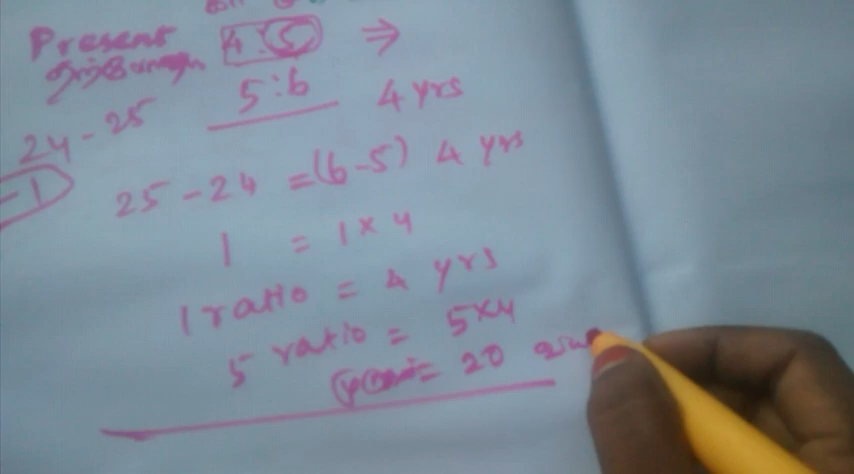 Present 4:5 ⇒
5:6 4 yrs
24-25
25-24 =(6-5) 4 yrs
-1
1 = 1×4
1 ratio = 4 yrs
5 ratio = 5×4
= 20